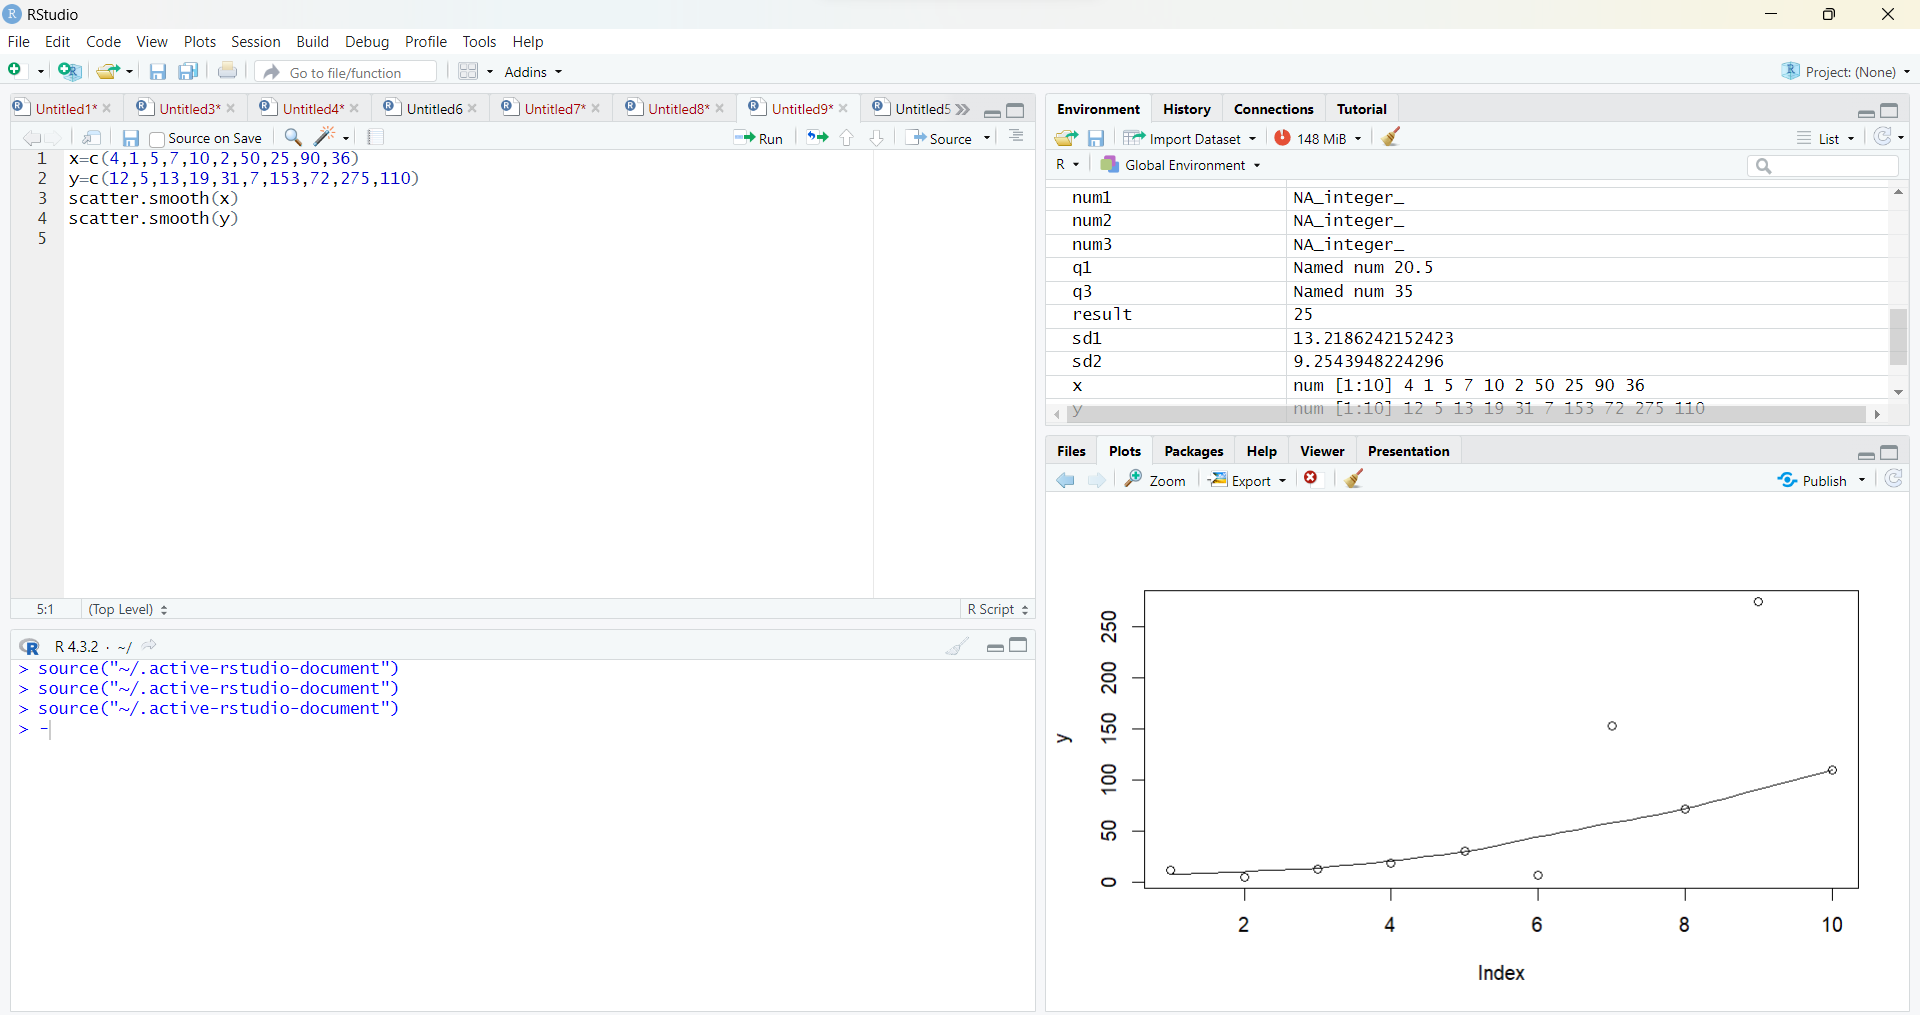 RStudio
File Edit Code View Plots Session Build Debug Profile Tools Help
Go to file/function Addins Project: (None)
Untitled1* Untitled3* Untitled4* Untitled6 Untitled7* Untitled8* Untitled9* Untitled5
Source on Save Run Source
1 x=c(4,1,5,7,10,2,50,25,90,36)
2 y=c(12,5,13,19,31,7,153,72,275,110)
3 scatter.smooth(x)
4 scatter.smooth(y)
5
5:1 (Top Level) R Script
R 4.3.2 · ~/
> source("~/.active-rstudio-document")
> source("~/.active-rstudio-document")
> source("~/.active-rstudio-document")
> -
Environment History Connections Tutorial
Import Dataset 148 MiB List
R Global Environment
num1 NA_integer_
num2 NA_integer_
num3 NA_integer_
q1 Named num 20.5
q3 Named num 35
result 25
sd1 13.2186242152423
sd2 9.2543948224296
x num [1:10] 4 1 5 7 10 2 50 25 90 36
y num [1:10] 12 5 13 19 31 7 153 72 275 110
Files Plots Packages Help Viewer Presentation
Zoom Export Publish
250
200
150
100
50
0
y
2 4 6 8 10
Index